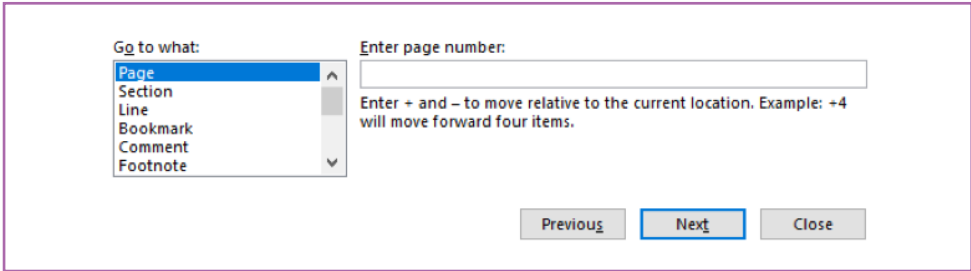 Go to what:
Enter page number:
Page
Section
Line
Bookmark
Comment
Footnote
Enter + and – to move relative to the current location. Example: +4
will move forward four items.
Previous
Next
Close